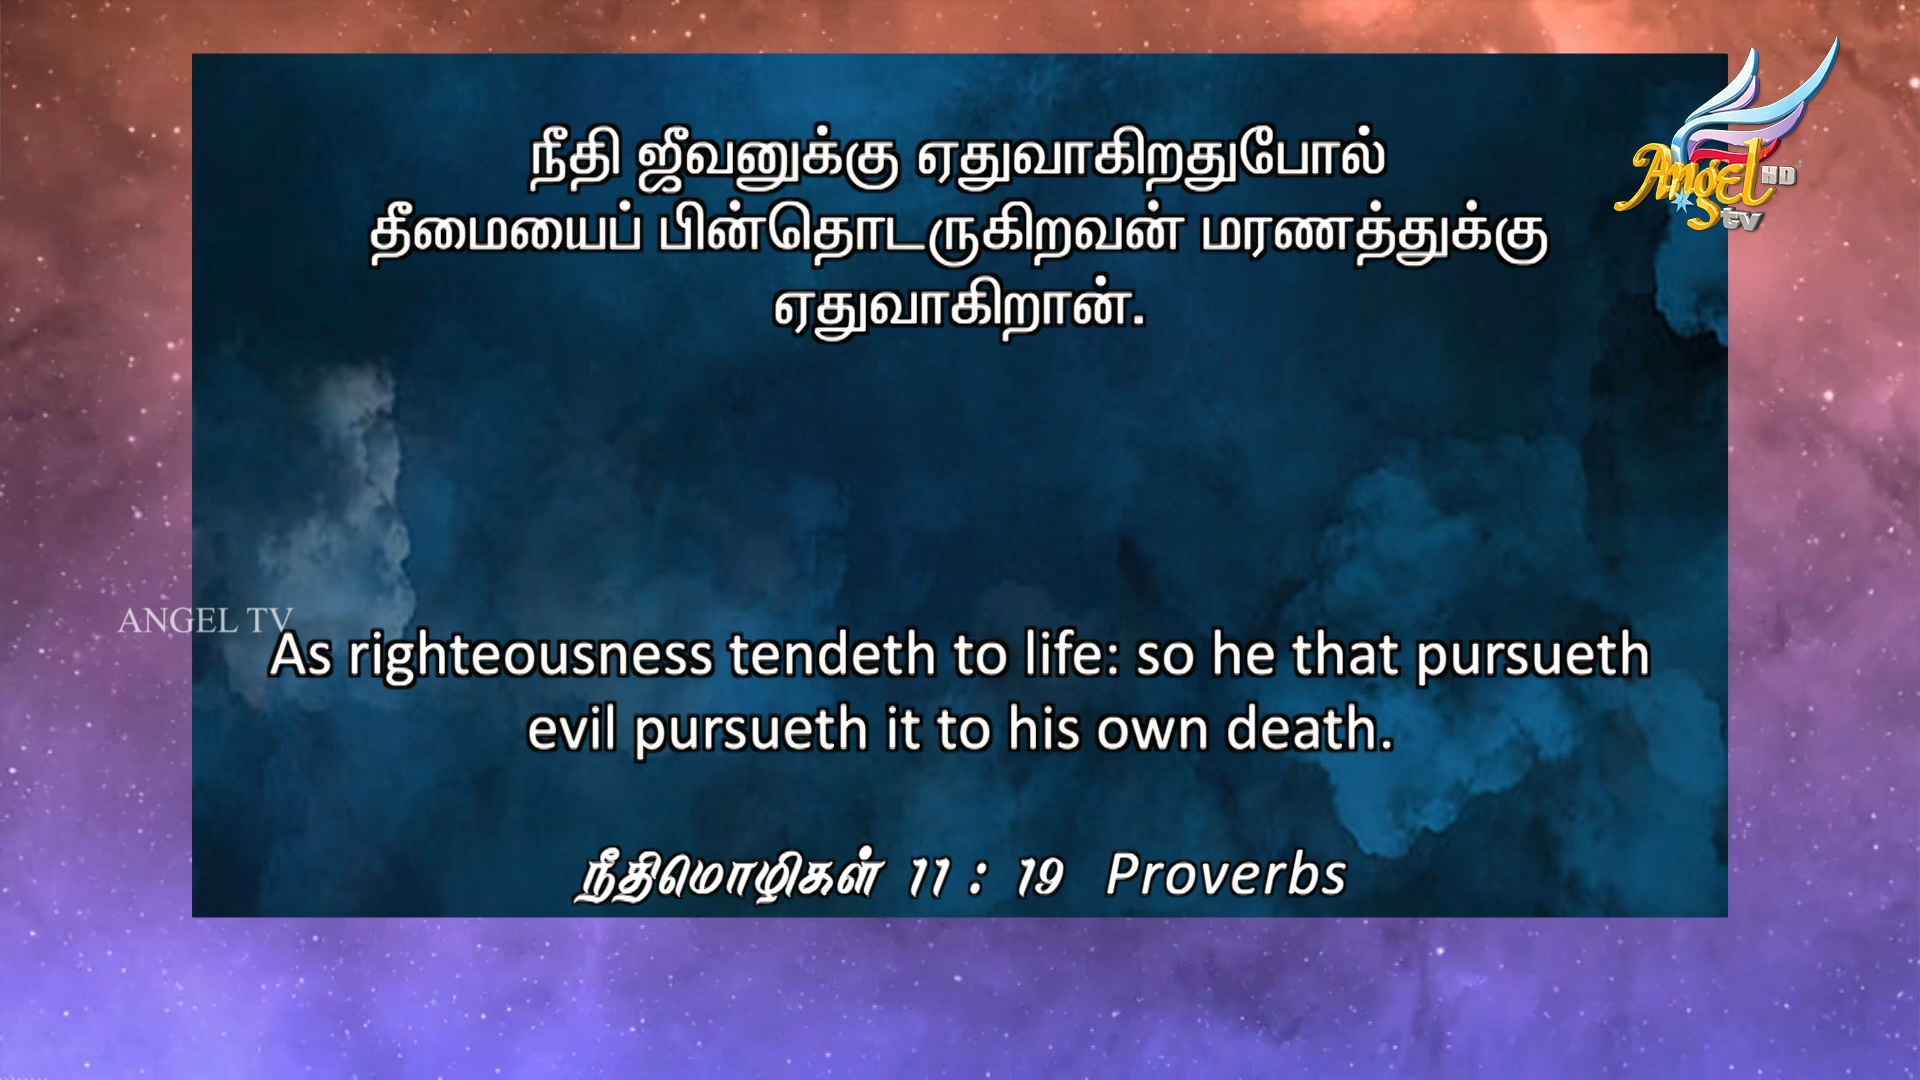 நீதி ஜீவனுக்கு ஏதுவாகிறதுபோல்
தீமையைப் பின்தொடருகிறவன் மரணத்துக்கு
ஏதுவாகிறான்.
Angel HD
tv
ANGEL TV
As righteousness tendeth to life: so he that pursueth
evil pursueth it to his own death.
நீதிமொழிகள் 11 : 19 Proverbs